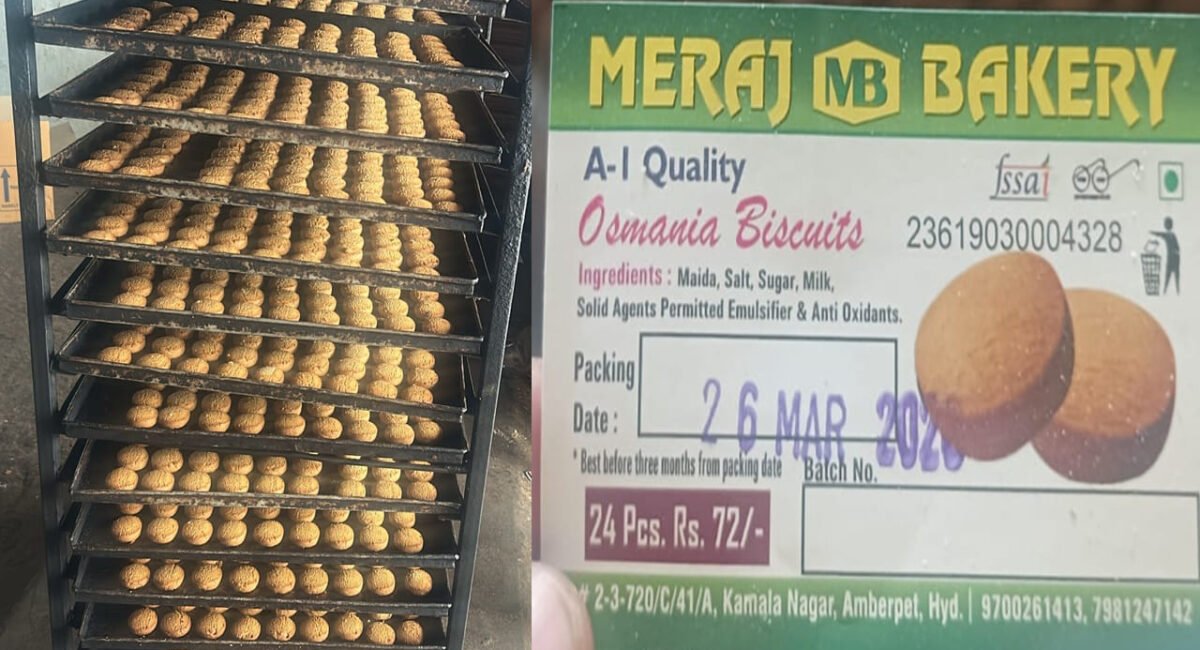 MERAJ MB BAKERY
A-1 Quality
fssai
Osmania Biscuits
23619030004328
Ingredients : Maida, Salt, Sugar, Milk,
Solid Agents Permitted Emulsifier & Anti Oxidants.
Packing
Date :
26 MAR
* Best before three months from packing date
Batch No.
24 Pcs. Rs. 72/-
# 2-3-720/C/41/A, Kamala Nagar, Amberpet, Hyd. | 9700261413, 7981247142